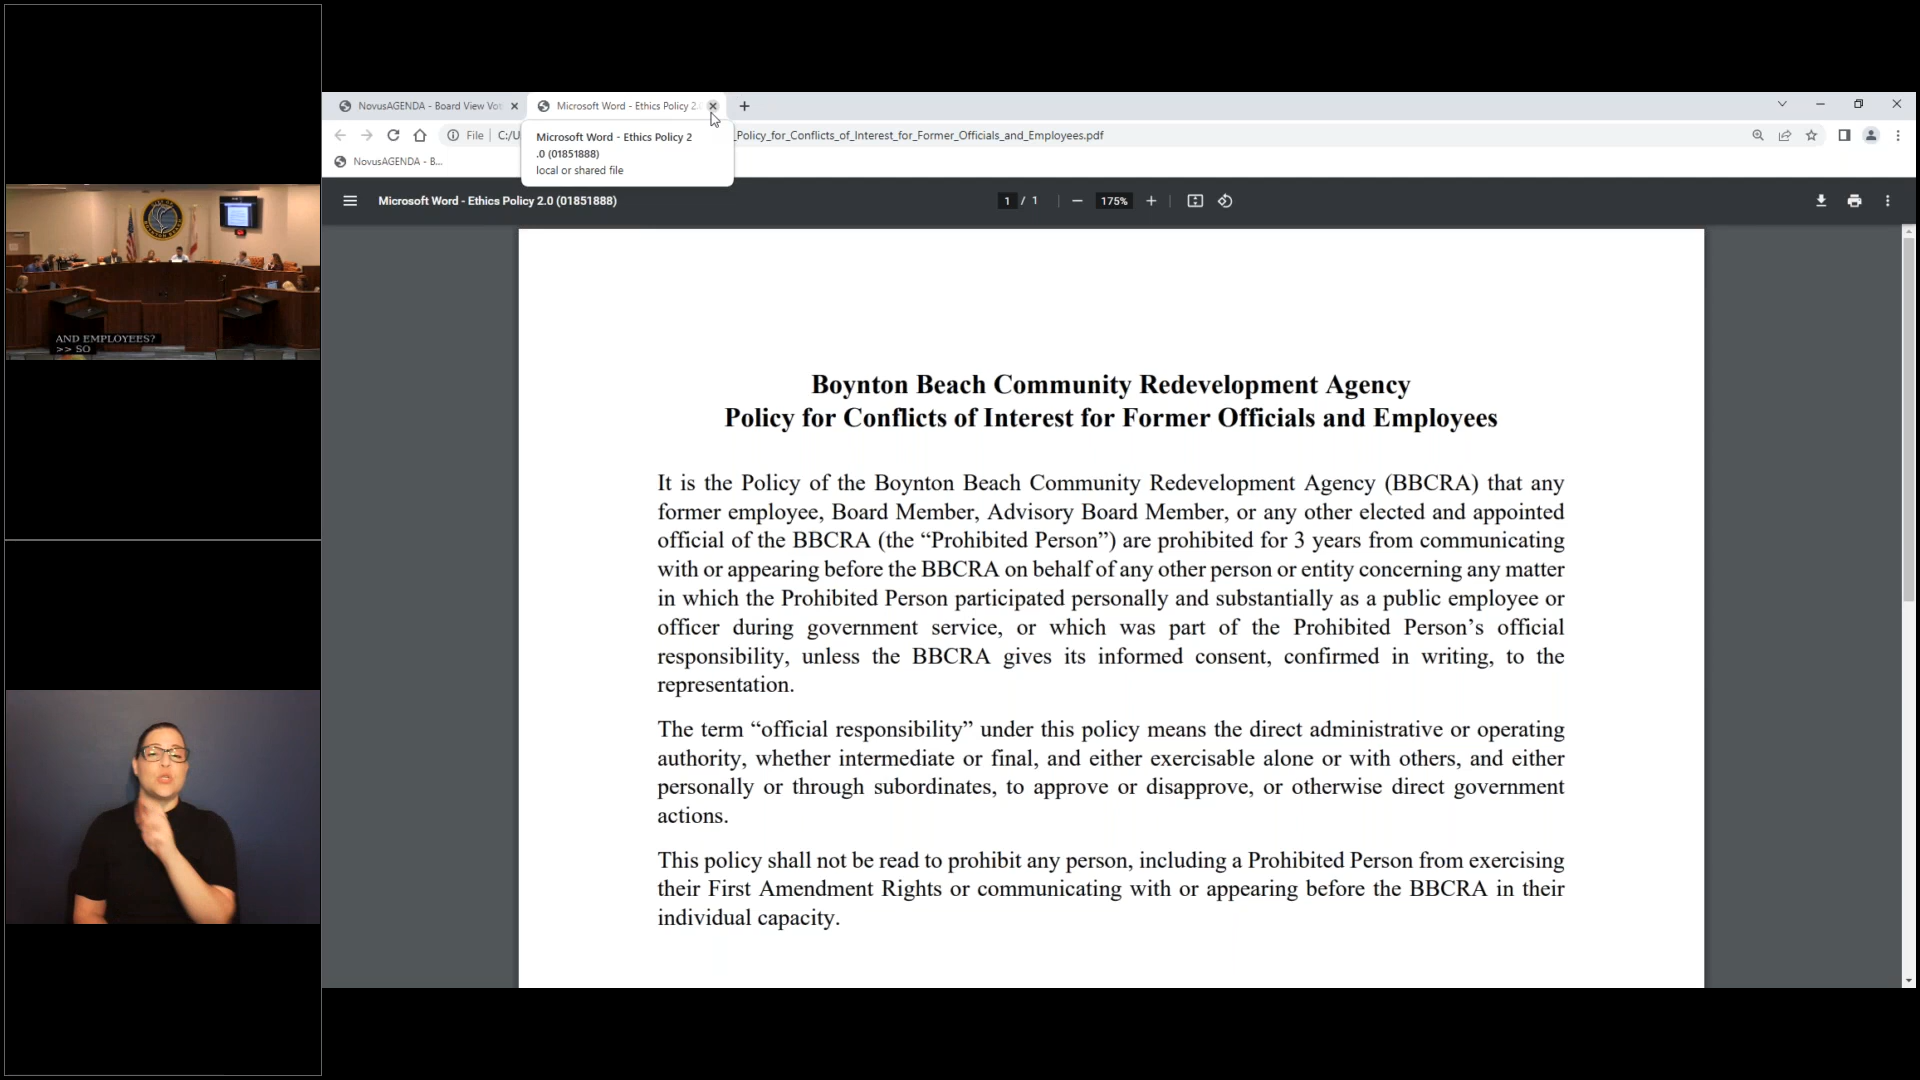 AND EMPLOYEES?
>> SO
NovusAGENDA - Board View Vot
Microsoft Word - Ethics Policy 2.
File
C:/U
_Policy_for_Conflicts_of_Interest_for_Former_Officials_and_Employees.pdf
Microsoft Word - Ethics Policy 2
.0 (01851888)
local or shared file
NovusAGENDA - B...
Microsoft Word - Ethics Policy 2.0 (01851888)
1 / 1
175%
Boynton Beach Community Redevelopment Agency
Policy for Conflicts of Interest for Former Officials and Employees
It is the Policy of the Boynton Beach Community Redevelopment Agency (BBCRA) that any
former employee, Board Member, Advisory Board Member, or any other elected and appointed
official of the BBCRA (the “Prohibited Person”) are prohibited for 3 years from communicating
with or appearing before the BBCRA on behalf of any other person or entity concerning any matter
in which the Prohibited Person participated personally and substantially as a public employee or
officer during government service, or which was part of the Prohibited Person’s official
responsibility, unless the BBCRA gives its informed consent, confirmed in writing, to the
representation.
The term “official responsibility” under this policy means the direct administrative or operating
authority, whether intermediate or final, and either exercisable alone or with others, and either
personally or through subordinates, to approve or disapprove, or otherwise direct government
actions.
This policy shall not be read to prohibit any person, including a Prohibited Person from exercising
their First Amendment Rights or communicating with or appearing before the BBCRA in their
individual capacity.